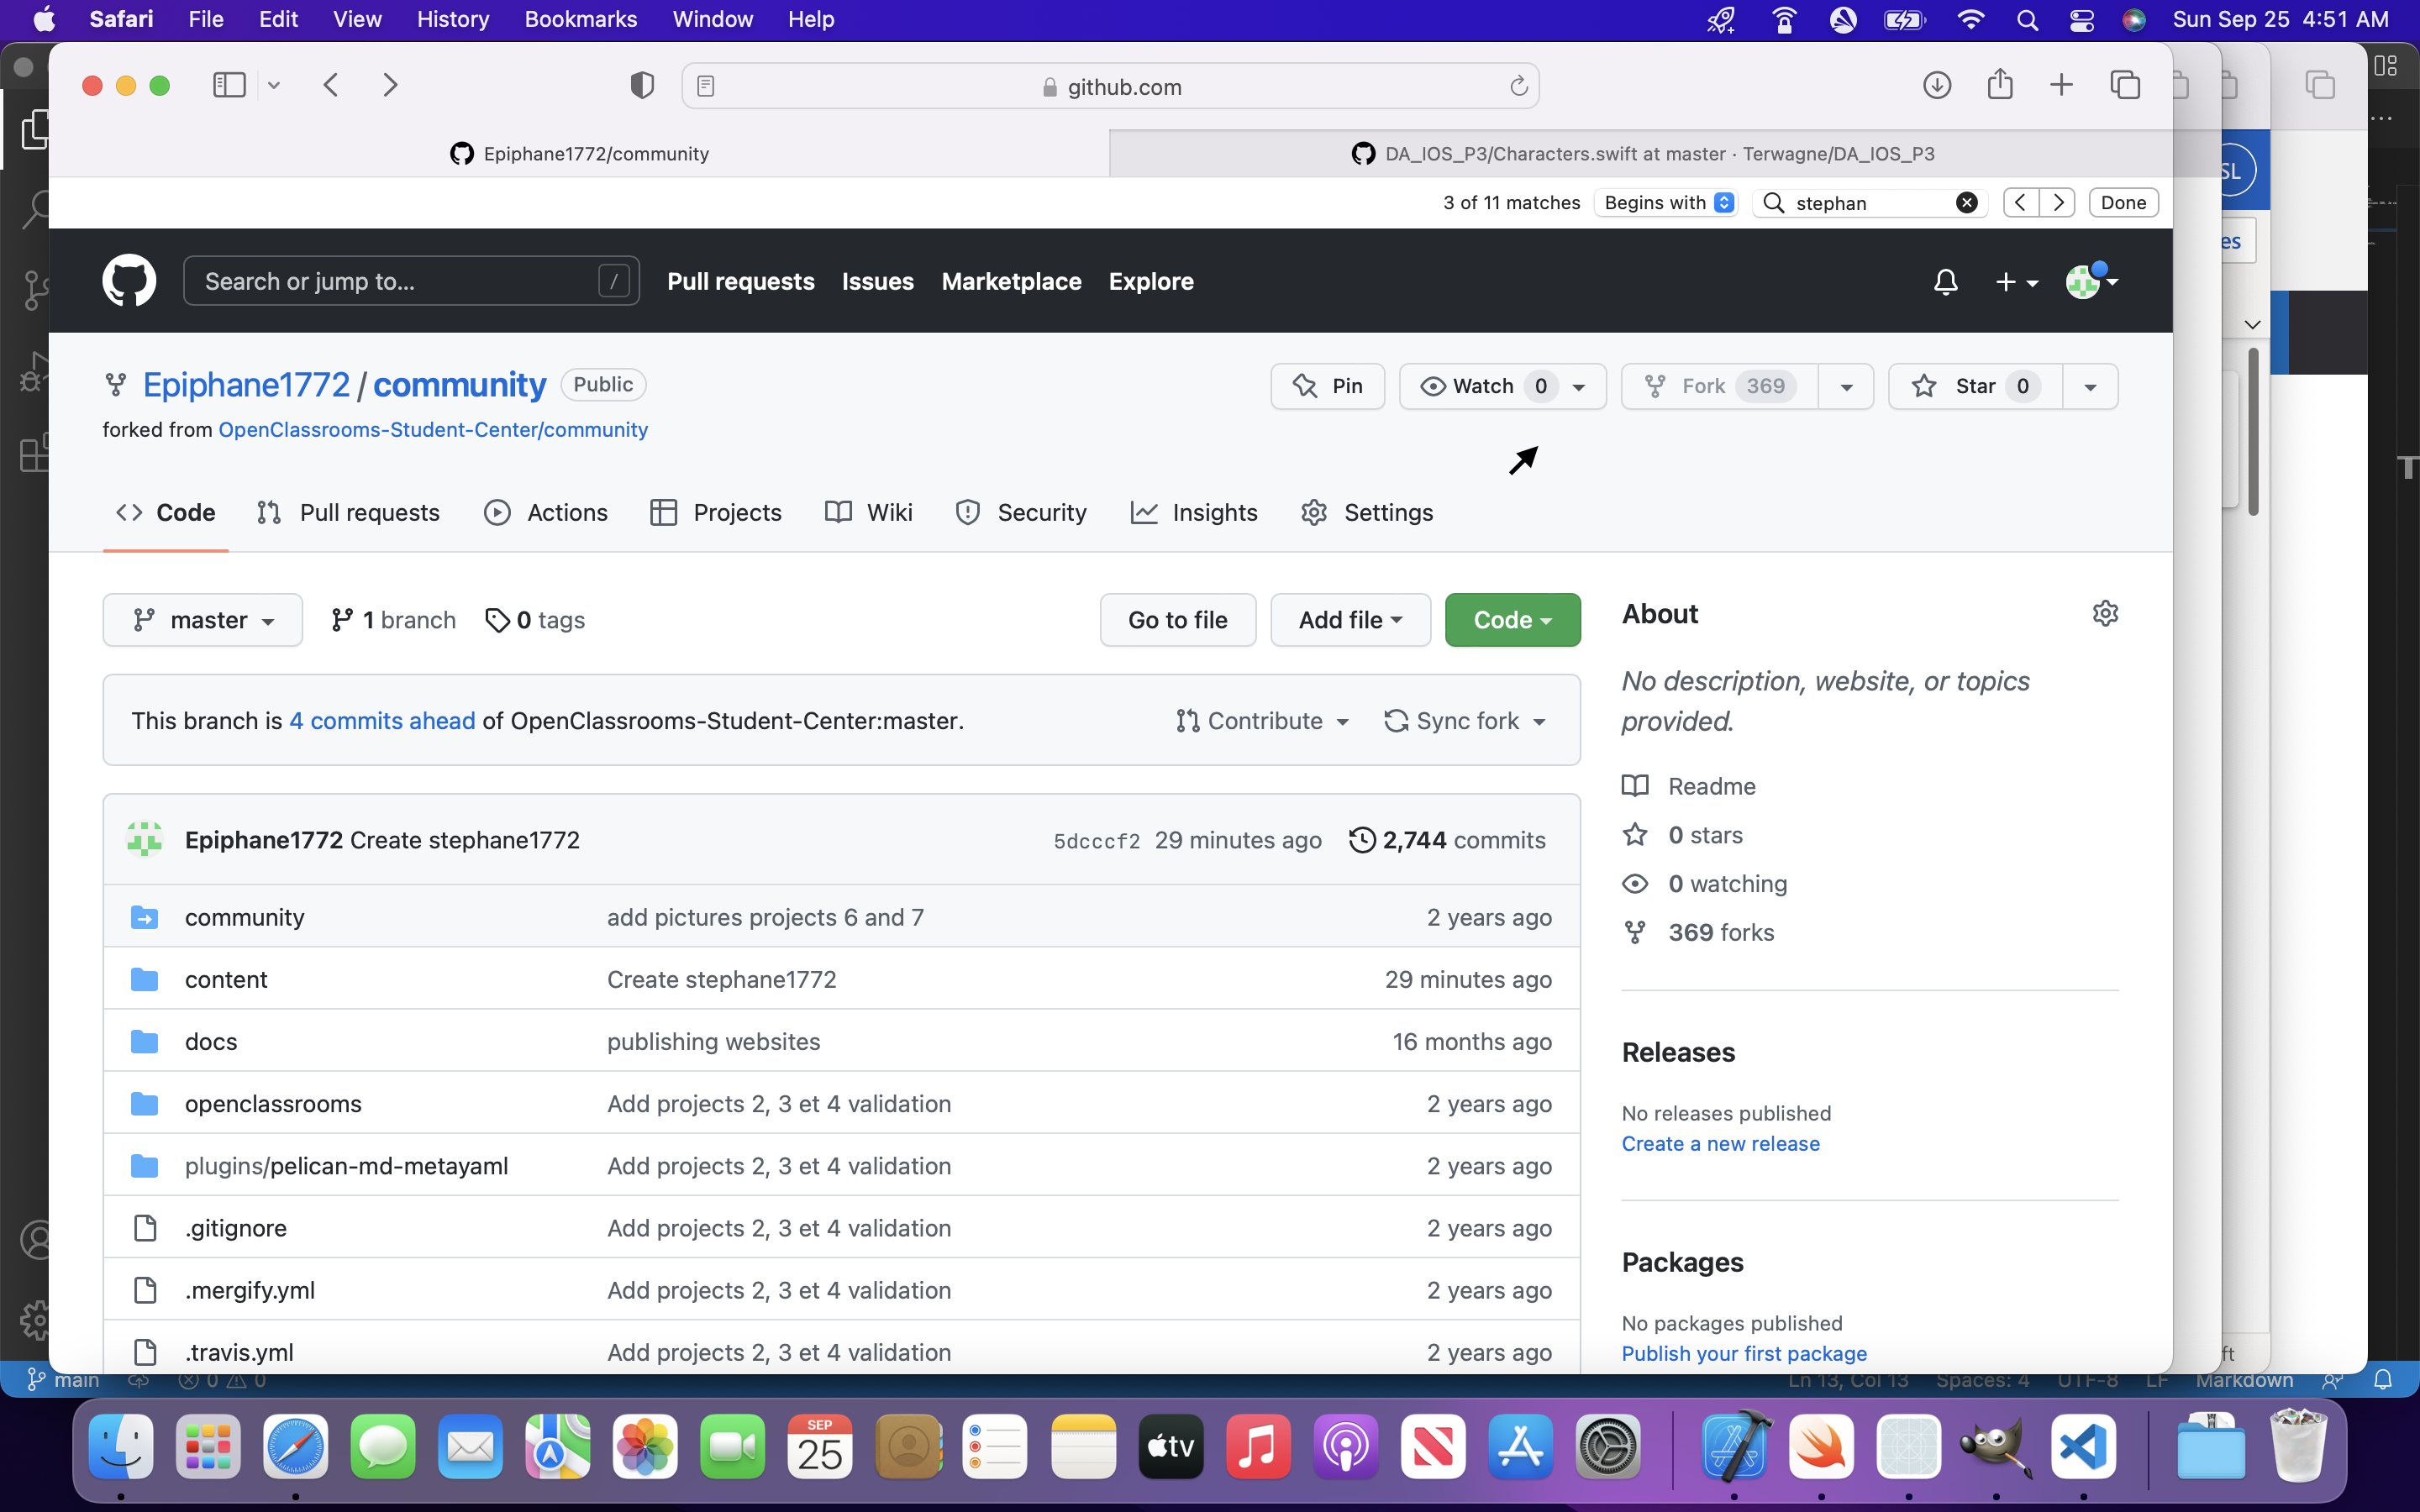 Safari File Edit View History Bookmarks Window Help Sun Sep 25 4:51 AM
github.com
Epiphane1772/community DA_IOS_P3/Characters.swift at master · Terwagne/DA_IOS_P3
3 of 11 matches Begins with stephan Done
SL
es
Search or jump to... / Pull requests Issues Marketplace Explore
Epiphane1772 / community Public Pin Watch 0 Fork 369 Star 0
forked from OpenClassrooms-Student-Center/community
Code Pull requests Actions Projects Wiki Security Insights Settings
master 1 branch 0 tags Go to file Add file Code About
No description, website, or topics
provided.
This branch is 4 commits ahead of OpenClassrooms-Student-Center:master. Contribute Sync fork
Readme
0 stars
0 watching
369 forks
Epiphane1772 Create stephane1772 5dcccf2 29 minutes ago 2,744 commits
community add pictures projects 6 and 7 2 years ago
content Create stephane1772 29 minutes ago
docs publishing websites 16 months ago
openclassrooms Add projects 2, 3 et 4 validation 2 years ago
plugins/pelican-md-metayaml Add projects 2, 3 et 4 validation 2 years ago
.gitignore Add projects 2, 3 et 4 validation 2 years ago
.mergify.yml Add projects 2, 3 et 4 validation 2 years ago
.travis.yml Add projects 2, 3 et 4 validation 2 years ago
Releases
No releases published
Create a new release
Packages
No packages published
Publish your first package
ft
main 0 0 Ln 13, Col 13 Spaces: 4 UTF-8 LF Markdown
SEP
25
tv